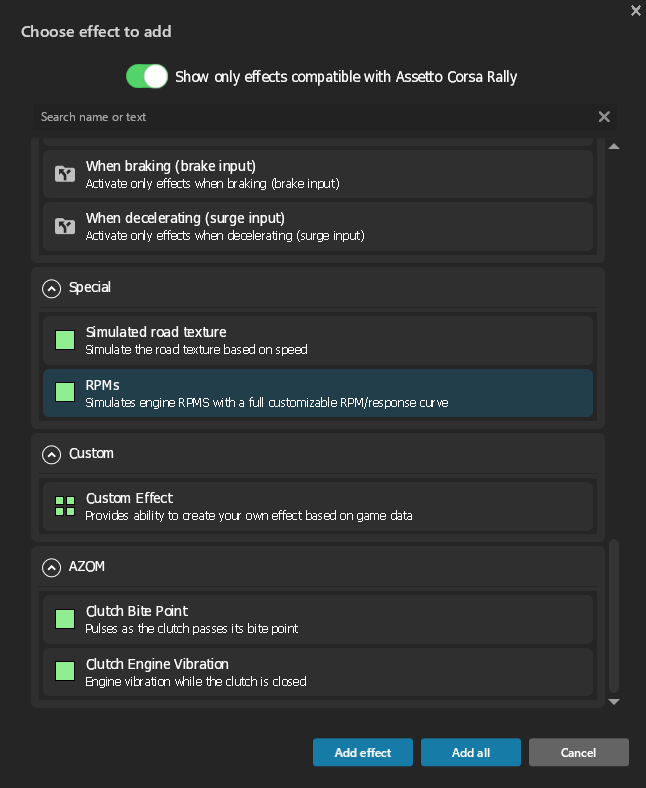 Choose effect to add
Show only effects compatible with Assetto Corsa Rally
Search name or text
When braking (brake input)
Activate only effects when braking (brake input)
When decelerating (surge input)
Activate only effects when decelerating (surge input)
Special
Simulated road texture
Simulate the road texture based on speed
RPMs
Simulates engine RPMS with a full customizable RPM/response curve
Custom
Custom Effect
Provides ability to create your own effect based on game data
AZOM
Clutch Bite Point
Pulses as the clutch passes its bite point
Clutch Engine Vibration
Engine vibration while the clutch is closed
Add effect
Add all
Cancel